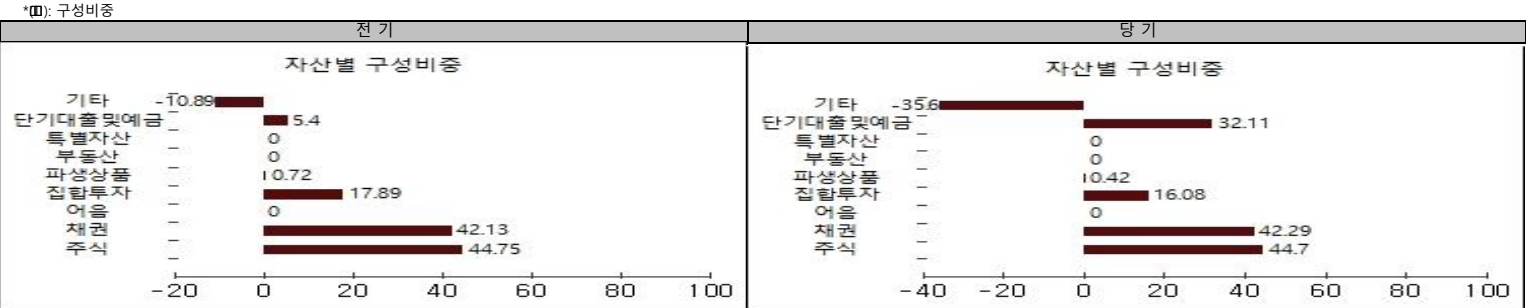 *(): 구성비중
전 기
당 기
자산별 구성비중
기타 -10.89
단기대출및예금 5.4
특별자산 0
부동산 0
파생상품 0.72
집합투자 17.89
어음 0
채권 42.13
주식 44.75
-20 0 20 40 60 80 100
자산별 구성비중
기타 -35.6
단기대출및예금 32.11
특별자산 0
부동산 0
파생상품 0.42
집합투자 16.08
어음 0
채권 42.29
주식 44.7
-40 -20 0 20 40 60 80 100